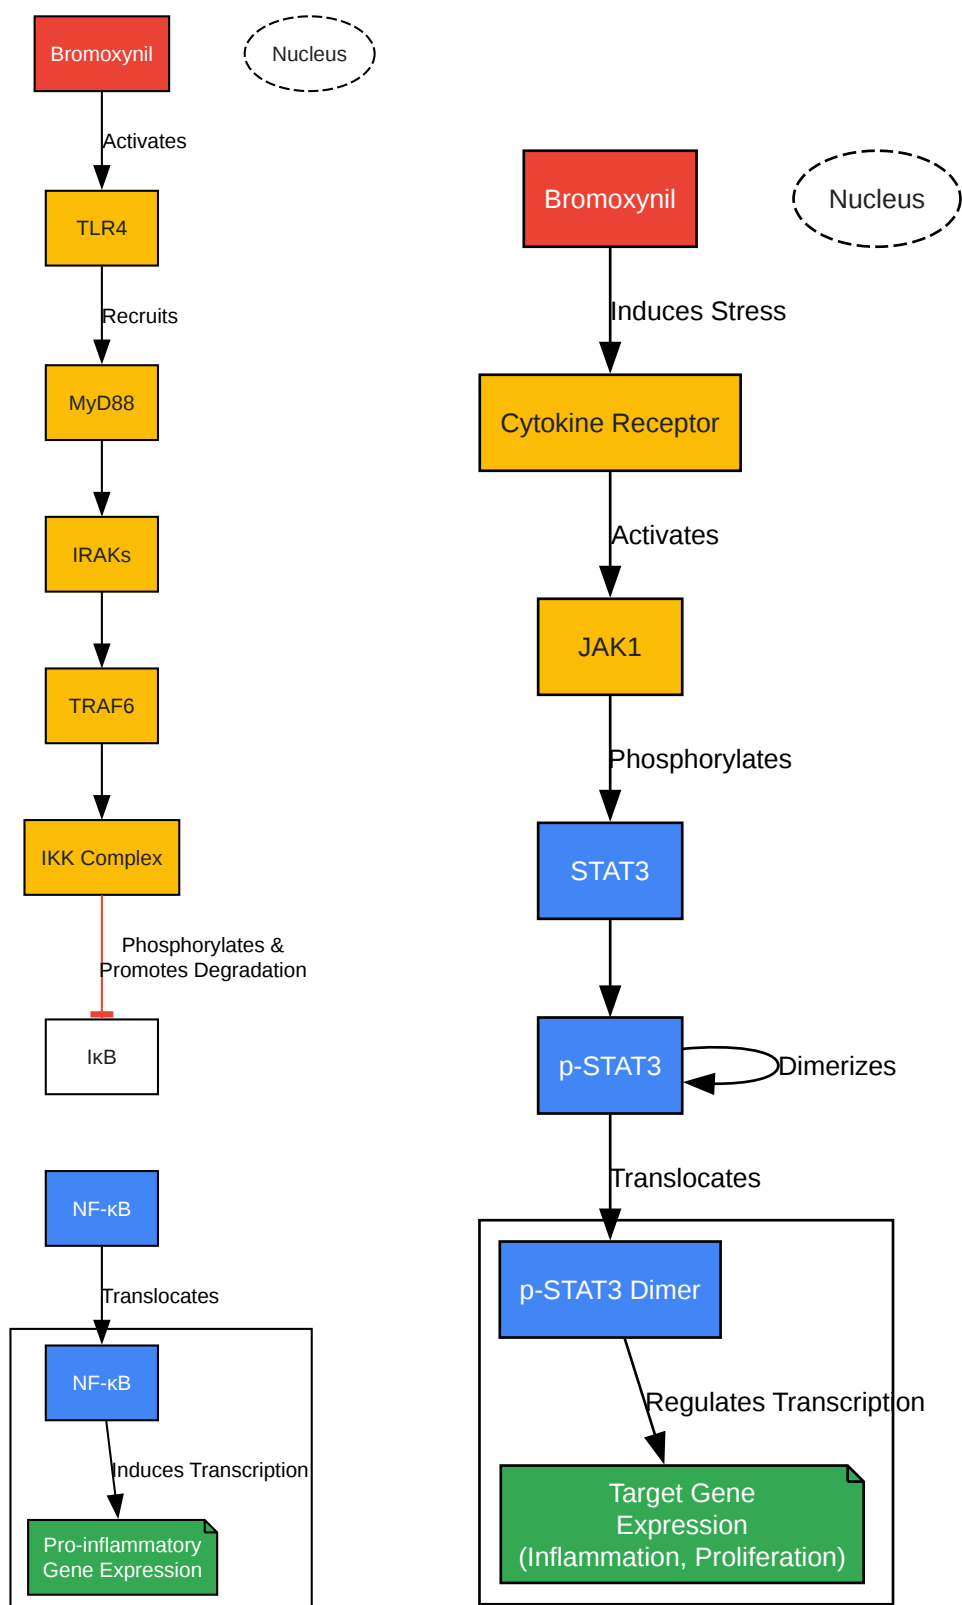 Bromoxynil
Nucleus
Activates
TLR4
Recruits
MyD88
IRAKs
TRAF6
IKK Complex
Phosphorylates &
Promotes Degradation
IκB
NF-κB
Translocates
NF-κB
Induces Transcription
Pro-inflammatory
Gene Expression
Bromoxynil
Nucleus
Induces Stress
Cytokine Receptor
Activates
JAK1
Phosphorylates
STAT3
p-STAT3
Dimerizes
Translocates
p-STAT3 Dimer
Regulates Transcription
Target Gene
Expression
(Inflammation, Proliferation)